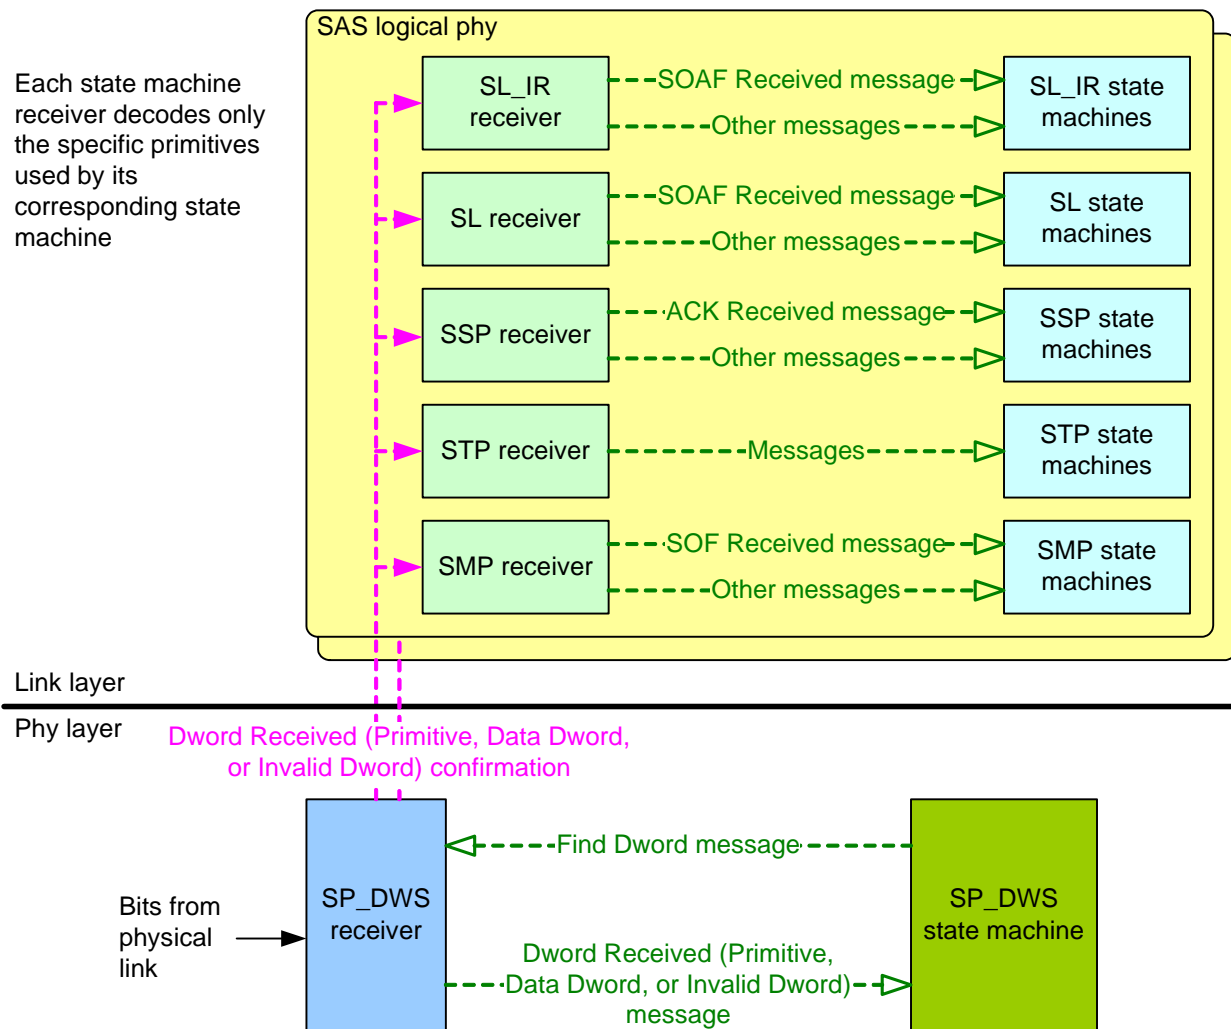 SAS logical phy
Each state machine
receiver decodes only
the specific primitives
used by its
corresponding state
machine
SL_IR
receiver
SOAF Received message
Other messages
SL_IR state
machines
SL receiver
SOAF Received message
Other messages
SL state
machines
SSP receiver
ACK Received message
Other messages
SSP state
machines
STP receiver
Messages
STP state
machines
SMP receiver
SOF Received message
Other messages
SMP state
machines
Link layer
Phy layer
Dword Received (Primitive, Data Dword,
or Invalid Dword) confirmation
Bits from
physical
link
SP_DWS
receiver
Find Dword message
Dword Received (Primitive,
Data Dword, or Invalid Dword)
message
SP_DWS
state machine